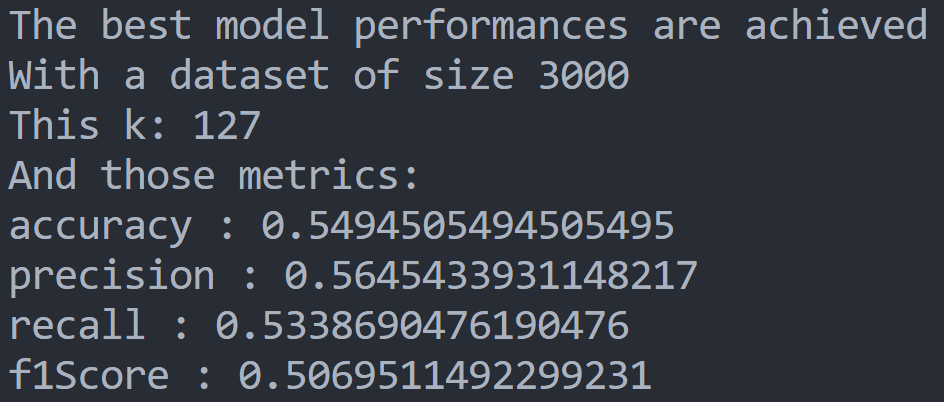 The best model performances are achieved
With a dataset of size 3000
This k: 127
And those metrics:
accuracy : 0.5494505494505495
precision : 0.5645433931148217
recall : 0.5338690476190476
f1Score : 0.5069511492299231